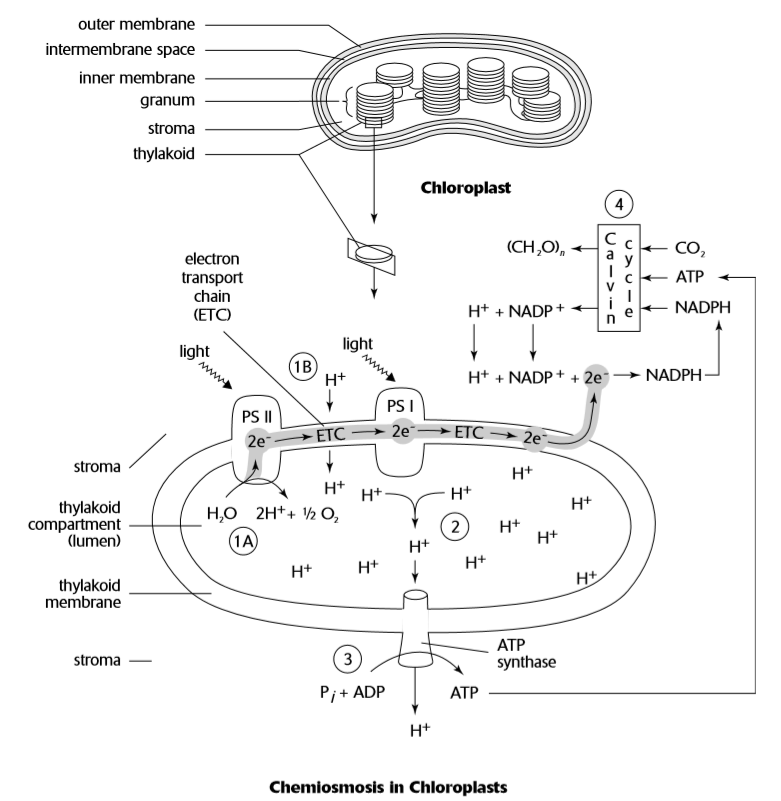 outer membrane
intermembrane space
inner membrane
granum
stroma
thylakoid
Chloroplast
4
Calvin
cycle
(CH₂O)ₙ
CO₂
ATP
NADPH
H⁺ + NADP⁺
H⁺ + NADP⁺ + 2e⁻
NADPH
electron
transport
chain
(ETC)
light
1B
H⁺
light
PS II
2e⁻
ETC
PS I
2e⁻
ETC
2e⁻
stroma
H₂O
2H⁺ + ½ O₂
1A
H⁺
H⁺
H⁺
2
H⁺
H⁺
H⁺
H⁺
H⁺
H⁺
H⁺
H⁺
H⁺
thylakoid
compartment
(lumen)
thylakoid
membrane
stroma
3
ATP
synthase
Pᵢ + ADP
ATP
H⁺
Chemiosmosis in Chloroplasts